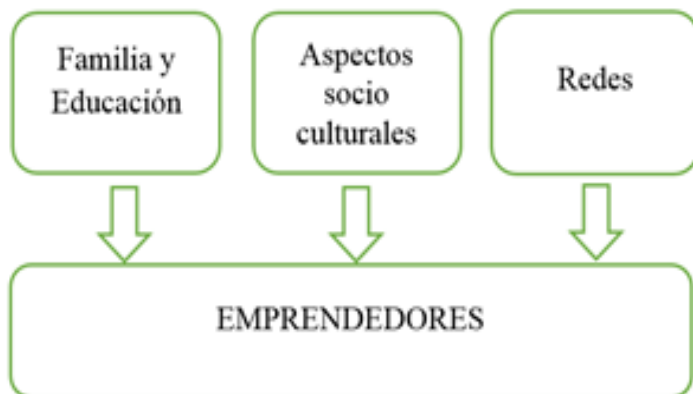 Familia y
Educación
Aspectos
socio
culturales
Redes
EMPRENDEDORES